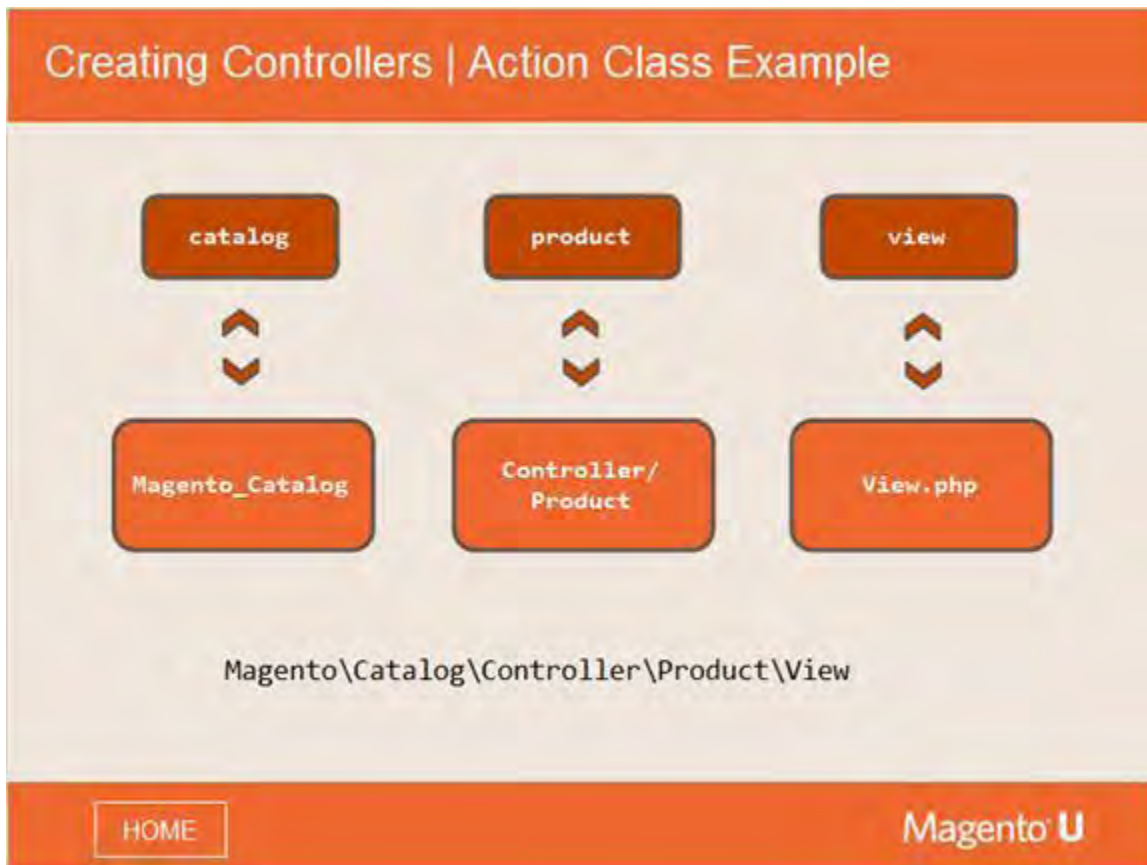 Creating Controllers | Action Class Example
catalog
product
view
Magento_Catalog
Controller/
Product
View.php
Magento\Catalog\Controller\Product\View
HOME
Magento U